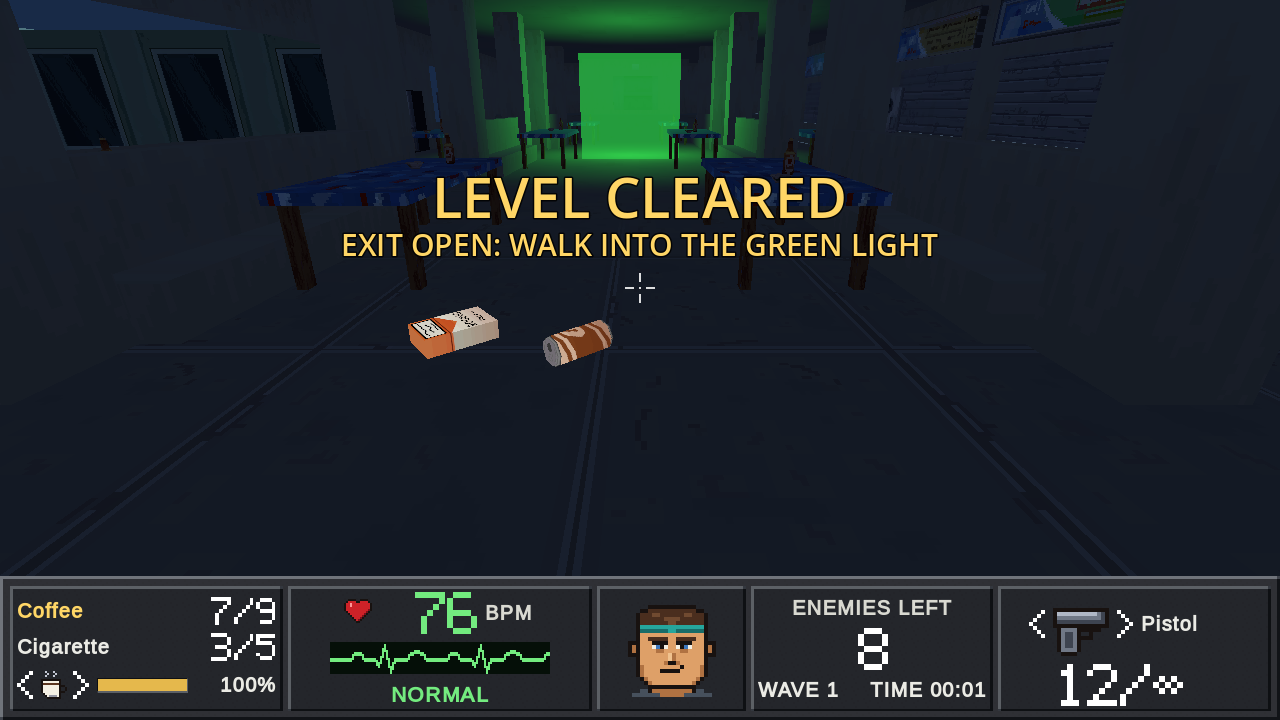 LEVEL CLEARED
EXIT OPEN: WALK INTO THE GREEN LIGHT
Coffee 7/9
Cigarette 3/5
100%
76 BPM
NORMAL
ENEMIES LEFT
8
WAVE 1 TIME 00:01
Pistol
12/∞